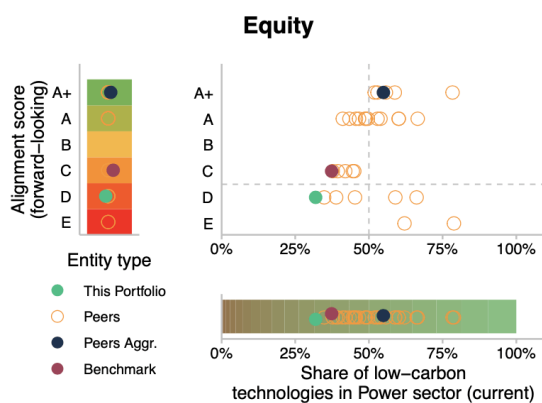 Equity
Alignment score
(forward−looking)
A+
A
B
C
D
E
A+
A
B
C
D
E
0%
25%
50%
75%
100%
Entity type
This Portfolio
Peers
Peers Aggr.
Benchmark
0%
25%
50%
75%
100%
Share of low−carbon
technologies in Power sector (current)